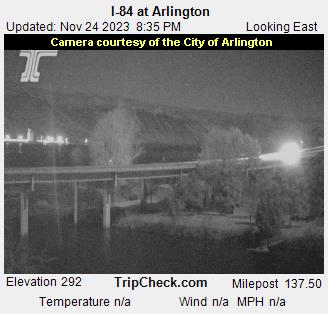 I-84 at Arlington
Updated: Nov 24 2023 8:35 PM Looking East
Camera courtesy of the City of Arlington
Elevation 292 TripCheck.com Milepost 137.50
Temperature n/a Wind n/a MPH n/a